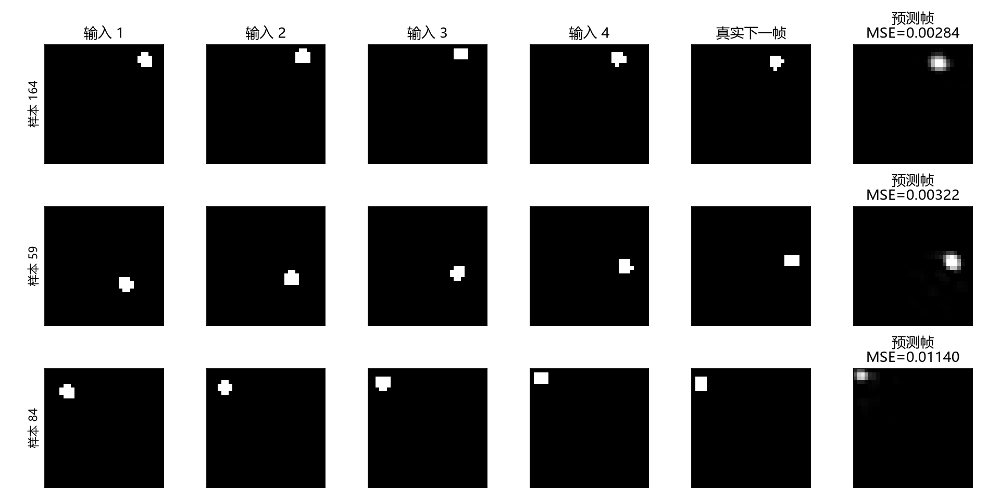 输入 1
输入 2
输入 3
输入 4
真实下一帧
预测帧
MSE=0.00284
样本 164
预测帧
MSE=0.00322
样本 59
预测帧
MSE=0.01140
样本 84